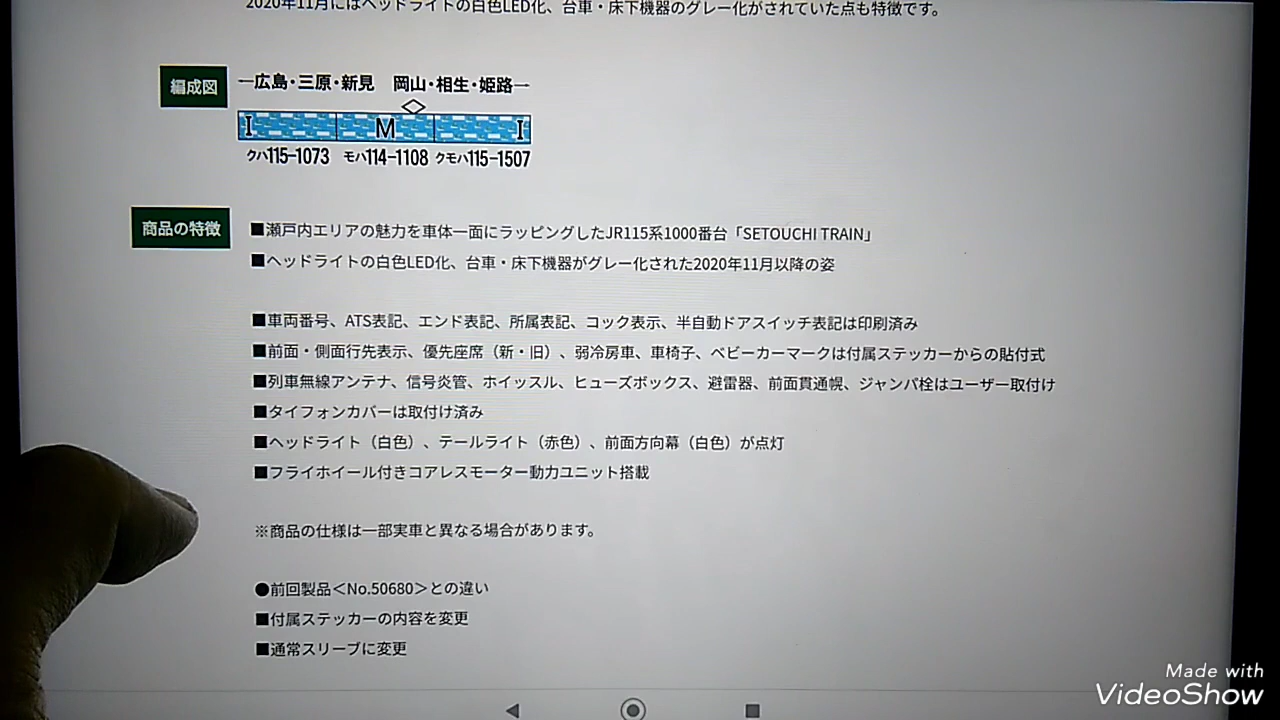 2020年11月にはヘッドライトの白色LED化、台車・床下機器のグレー化がされていた点も特徴です。
編成図
―広島・三原・新見 岡山・相生・姫路―
I M I
クハ115-1073 モハ114-1108 クモハ115-1507
商品の特徴
■瀬戸内エリアの魅力を車体一面にラッピングしたJR115系1000番台「SETOUCHI TRAIN」
■ヘッドライトの白色LED化、台車・床下機器がグレー化された2020年11月以降の姿
■車両番号、ATS表記、エンド表記、所属表記、コック表示、半自動ドアスイッチ表記は印刷済み
■前面・側面行先表示、優先座席（新・旧）、弱冷房車、車椅子、ベビーカーマークは付属ステッカーからの貼付式
■列車無線アンテナ、信号炎管、ホイッスル、ヒューズボックス、避雷器、前面貫通幌、ジャンパ栓はユーザー取付け
■タイフォンカバーは取付け済み
■ヘッドライト（白色）、テールライト（赤色）、前面方向幕（白色）が点灯
■フライホイール付きコアレスモーター動力ユニット搭載
※商品の仕様は一部実車と異なる場合があります。
●前回製品＜No.50680＞との違い
■付属ステッカーの内容を変更
■通常スリーブに変更
Made with
VideoShow